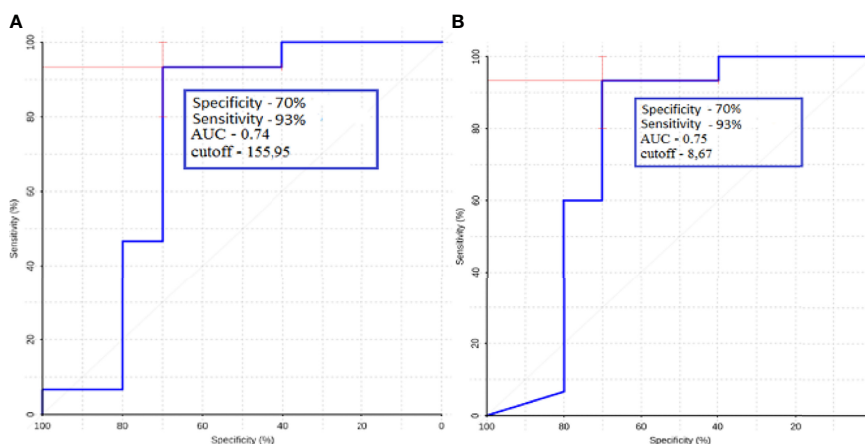 A
Sensitivity (%)
100
80
60
40
20
0
Specificity - 70%
Sensitivity - 93%
AUC - 0.74
cutoff - 155,95
100
80
60
40
20
0
Specificity (%)
B
Sensitivity (%)
100
80
60
40
20
0
Specificity - 70%
Sensitivity - 93%
AUC - 0.75
cutoff - 8,67
100
80
60
40
20
Specificity (%)